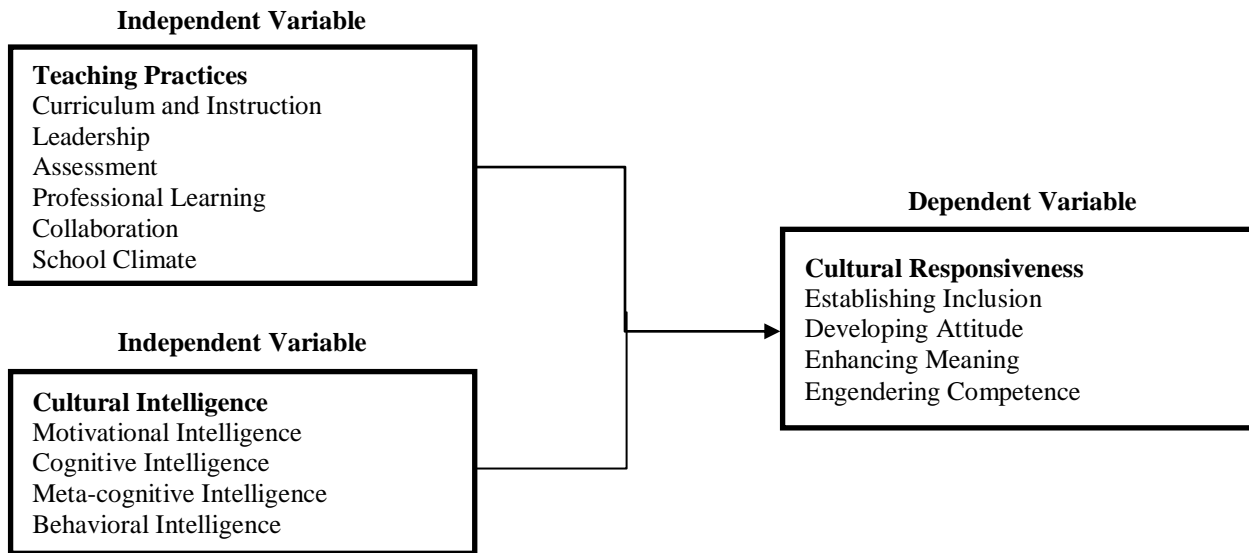 Independent Variable
Teaching Practices
Curriculum and Instruction
Leadership
Assessment
Professional Learning
Collaboration
School Climate
Independent Variable
Cultural Intelligence
Motivational Intelligence
Cognitive Intelligence
Meta-cognitive Intelligence
Behavioral Intelligence
Dependent Variable
Cultural Responsiveness
Establishing Inclusion
Developing Attitude
Enhancing Meaning
Engendering Competence